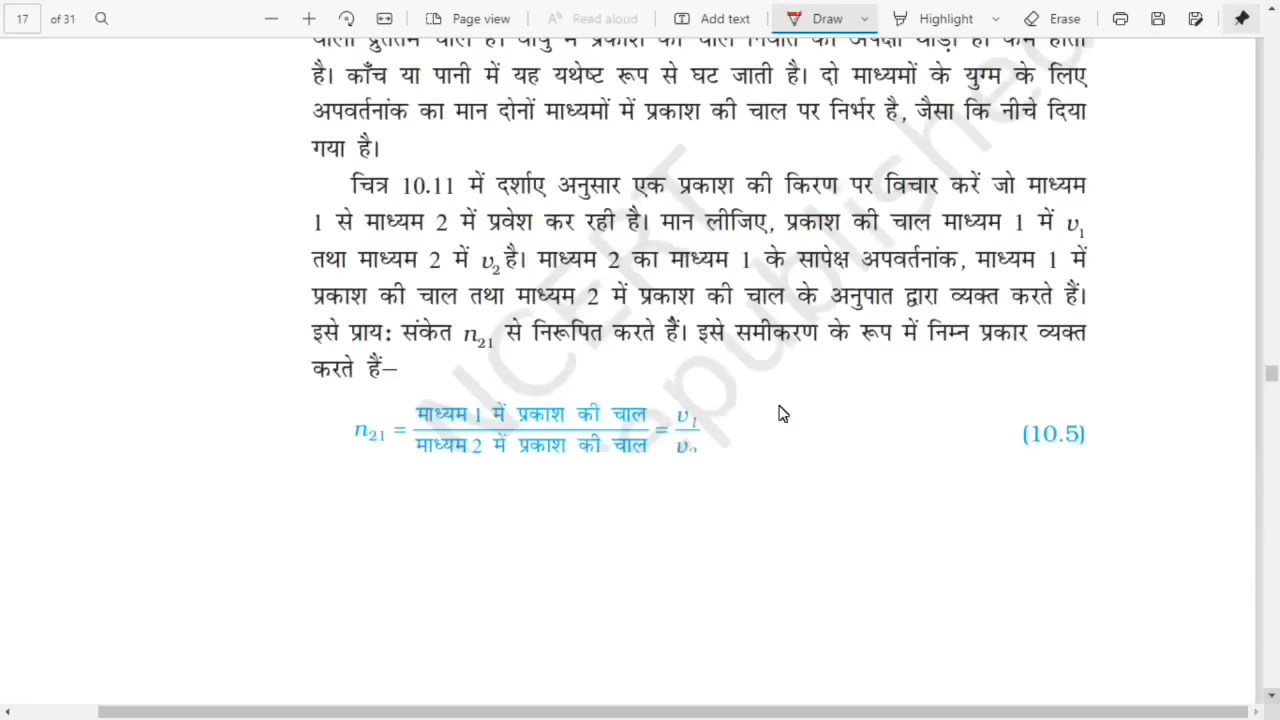 17 of 31 Page view Read aloud Add text Draw Highlight Erase
है। काँच या पानी में यह यथेष्ट रूप से घट जाती है। दो माध्यमों के युग्म के लिए
अपवर्तनांक का मान दोनों माध्यमों में प्रकाश की चाल पर निर्भर है, जैसा कि नीचे दिया
गया है।
चित्र 10.11 में दर्शाए अनुसार एक प्रकाश की किरण पर विचार करें जो माध्यम
1 से माध्यम 2 में प्रवेश कर रही है। मान लीजिए, प्रकाश की चाल माध्यम 1 में v₁
तथा माध्यम 2 में v₂ है। माध्यम 2 का माध्यम 1 के सापेक्ष अपवर्तनांक, माध्यम 1 में
प्रकाश की चाल तथा माध्यम 2 में प्रकाश की चाल के अनुपात द्वारा व्यक्त करते हैं।
इसे प्रायः संकेत n₂₁ से निरूपित करते हैं। इसे समीकरण के रूप में निम्न प्रकार व्यक्त
करते हैं–
माध्यम 1 में प्रकाश की चाल v₁
n₂₁ = =
(10.5)
माध्यम 2 में प्रकाश की चाल v₂
NCERT
republished